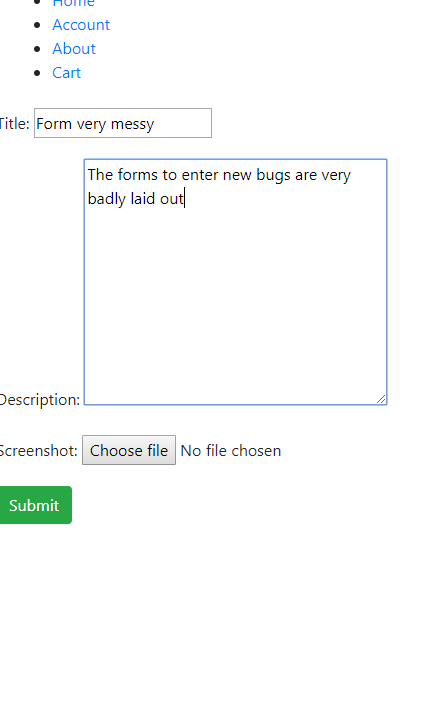 Home
Account
About
Cart
Title: Form very messy
The forms to enter new bugs are very
badly laid out
Description:
Screenshot: Choose file No file chosen
Submit